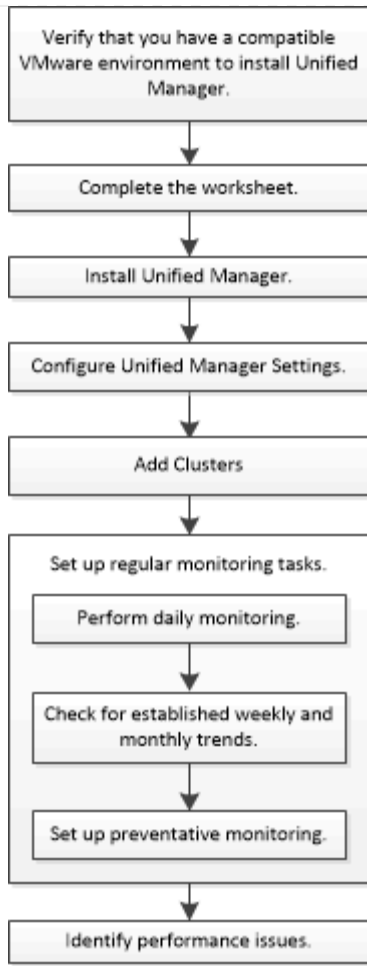 Verify that you have a compatible
VMware environment to install Unified
Manager.
Complete the worksheet.
Install Unified Manager.
Configure Unified Manager Settings.
Add Clusters
Set up regular monitoring tasks.
Perform daily monitoring.
Check for established weekly and
monthly trends.
Set up preventative monitoring.
Identify performance issues.